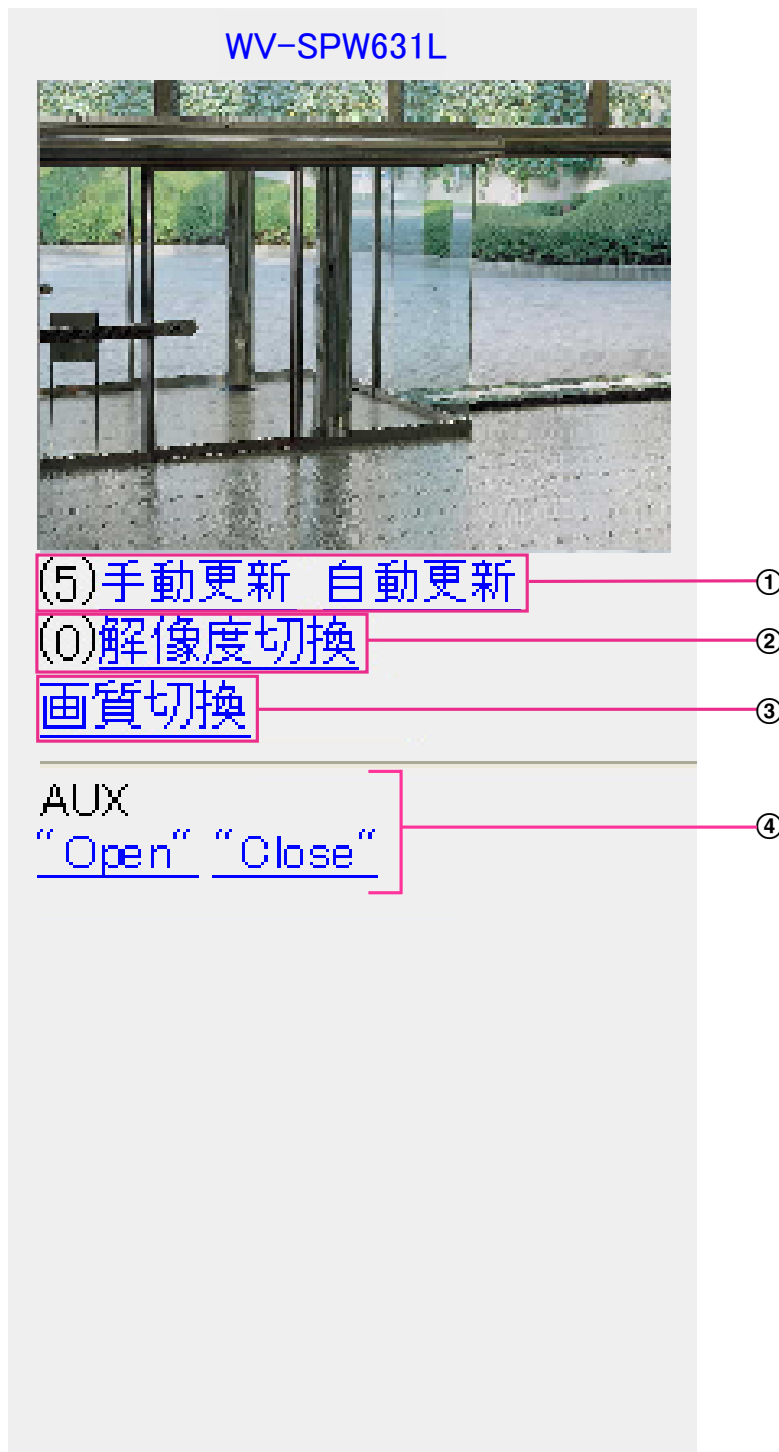 WV-SPW631L
(5)手動更新 自動更新 ①
(0)解像度切換 ②
画質切換 ③
AUX
“Open“ “Close“ ④